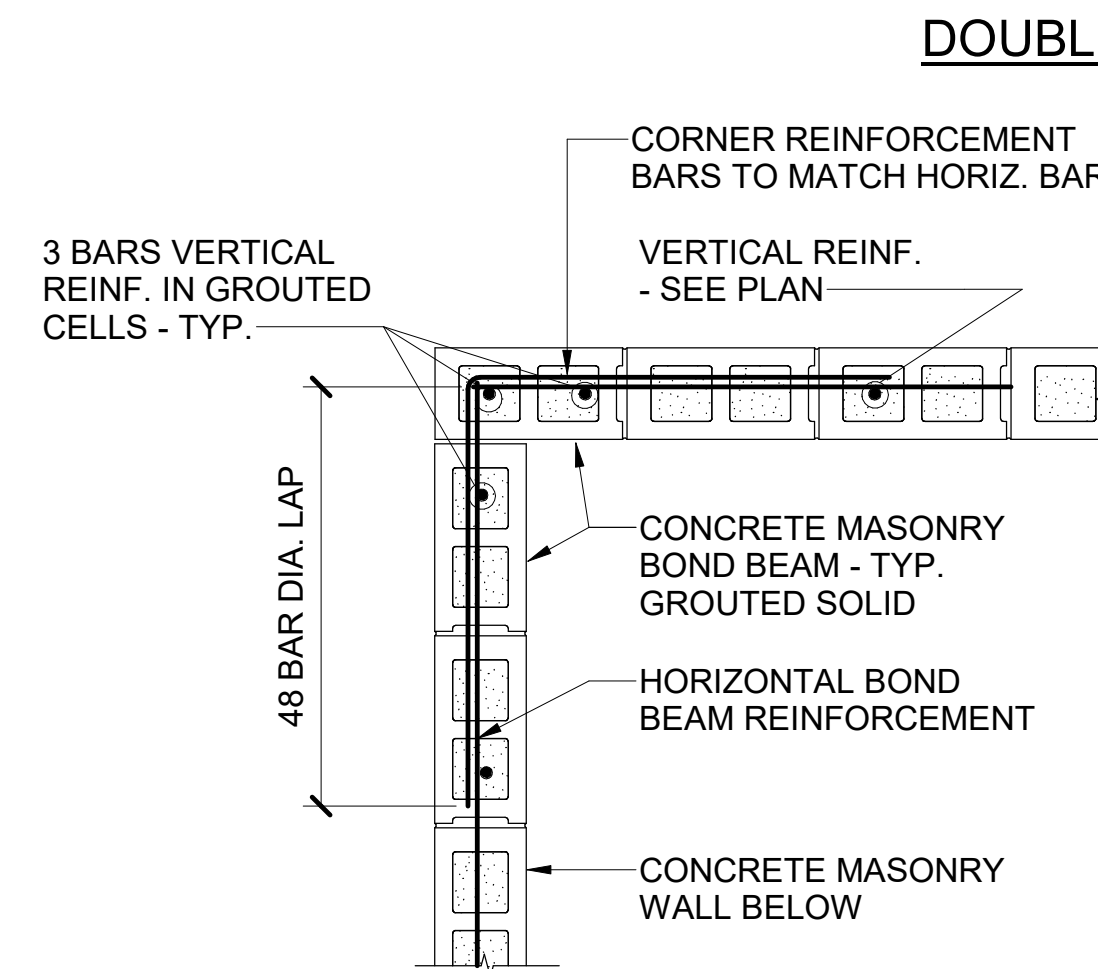 DOUBL
CORNER REINFORCEMENT
BARS TO MATCH HORIZ. BAR
3 BARS VERTICAL
REINF. IN GROUTED
CELLS - TYP.
VERTICAL REINF.
- SEE PLAN
48 BAR DIA. LAP
CONCRETE MASONRY
BOND BEAM - TYP.
GROUTED SOLID
HORIZONTAL BOND
BEAM REINFORCEMENT
CONCRETE MASONRY
WALL BELOW